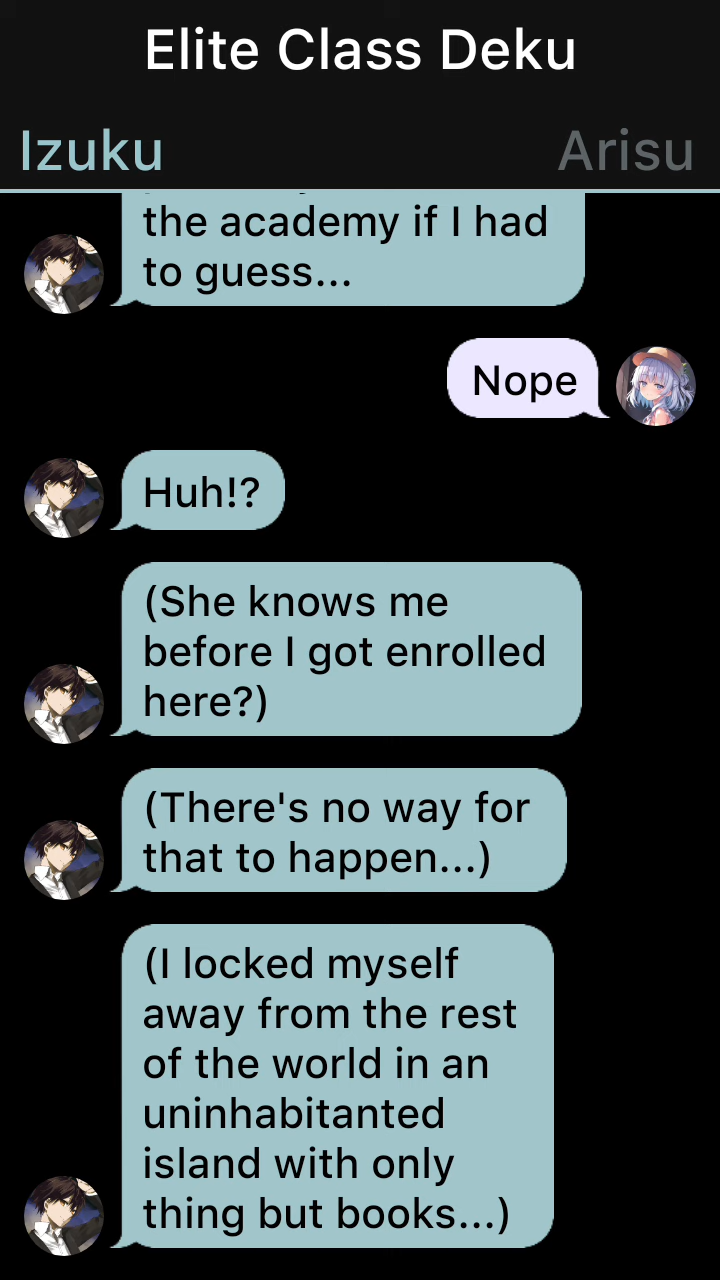 Elite Class Deku
Izuku
Arisu
the academy if I had
to guess...
Nope
Huh!?
(She knows me
before I got enrolled
here?)
(There's no way for
that to happen...)
(I locked myself
away from the rest
of the world in an
uninhabitanted
island with only
thing but books...)